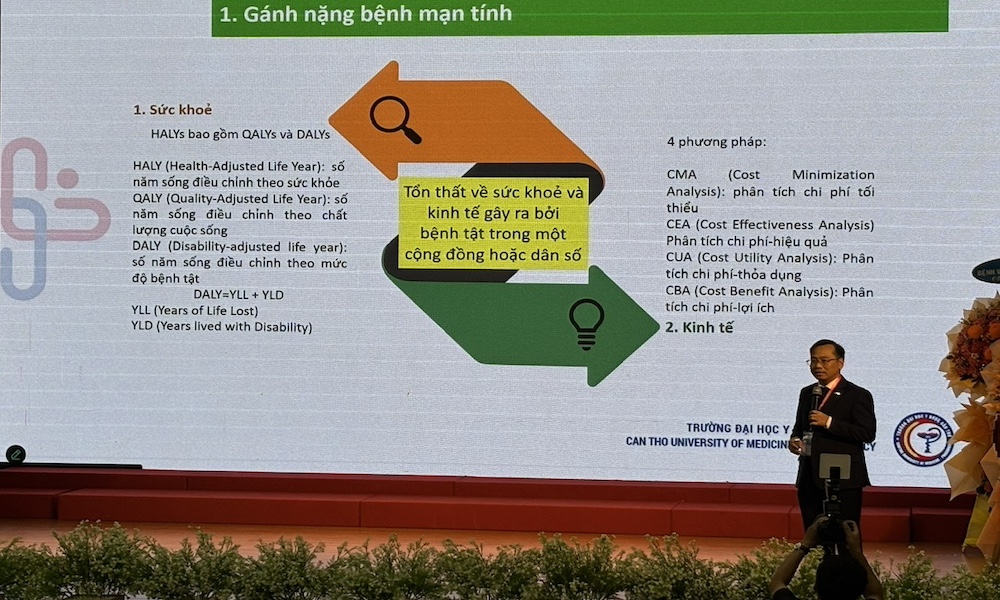 1. Gánh nặng bệnh mạn tính
1. Sức khoẻ
HALYs bao gồm QALYs và DALYs
HALY (Health-Adjusted Life Year): số
năm sống điều chỉnh theo sức khỏe
QALY (Quality-Adjusted Life Year): số
năm sống điều chỉnh theo chất
lượng cuộc sống
DALY (Disability-adjusted life year):
số năm sống điều chỉnh theo mức
độ bệnh tật
DALY=YLL + YLD
YLL (Years of Life Lost)
YLD (Years lived with Disability)
Tổn thất về sức khoẻ và
kinh tế gây ra bởi
bệnh tật trong một
cộng đồng hoặc dân số
4 phương pháp:
CMA (Cost Minimization
Analysis): phân tích chi phí tối
thiểu
CEA (Cost Effectiveness Analysis)
Phân tích chi phí-hiệu quả
CUA (Cost Utility Analysis): Phân
tích chi phí-thỏa dụng
CBA (Cost Benefit Analysis): Phân
tích chi phí-lợi ích
2. Kinh tế
TRƯỜNG ĐẠI HỌC Y
CAN THO UNIVERSITY OF MEDICIN
CY